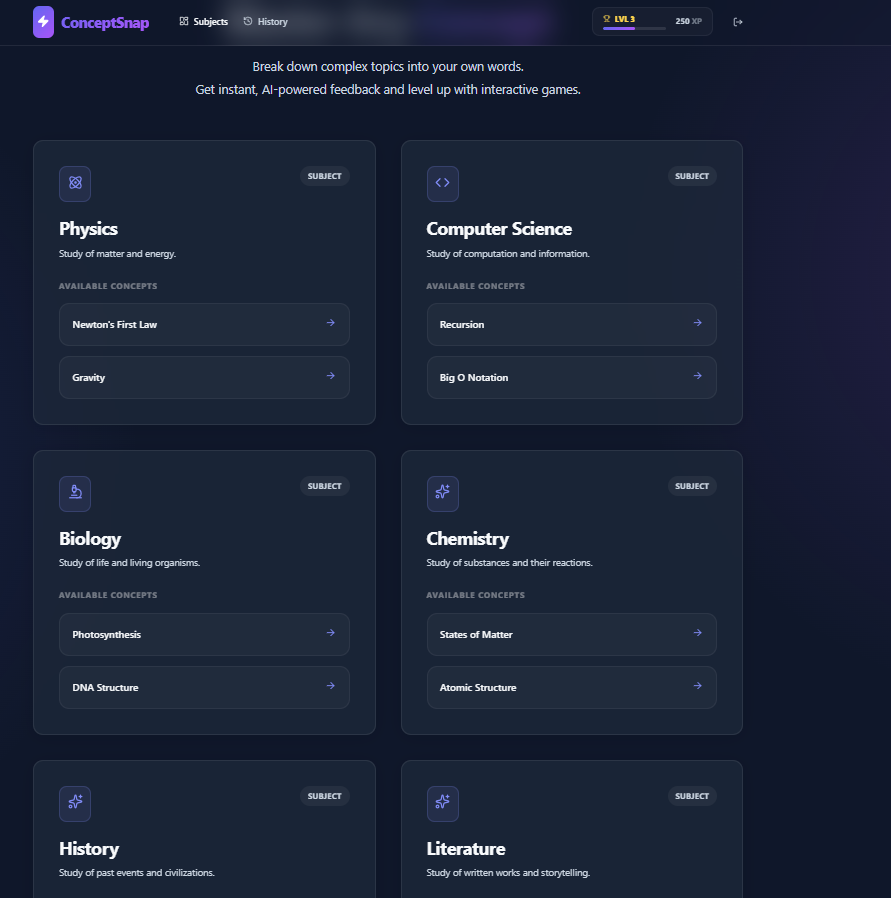 ConceptSnap
Subjects
History
LVL 3
250 XP
Break down complex topics into your own words.
Get instant, AI-powered feedback and level up with interactive games.
SUBJECT
Physics
Study of matter and energy.
AVAILABLE CONCEPTS
Newton's First Law
Gravity
SUBJECT
Computer Science
Study of computation and information.
AVAILABLE CONCEPTS
Recursion
Big O Notation
SUBJECT
Biology
Study of life and living organisms.
AVAILABLE CONCEPTS
Photosynthesis
DNA Structure
SUBJECT
Chemistry
Study of substances and their reactions.
AVAILABLE CONCEPTS
States of Matter
Atomic Structure
SUBJECT
History
Study of past events and civilizations.
SUBJECT
Literature
Study of written works and storytelling.